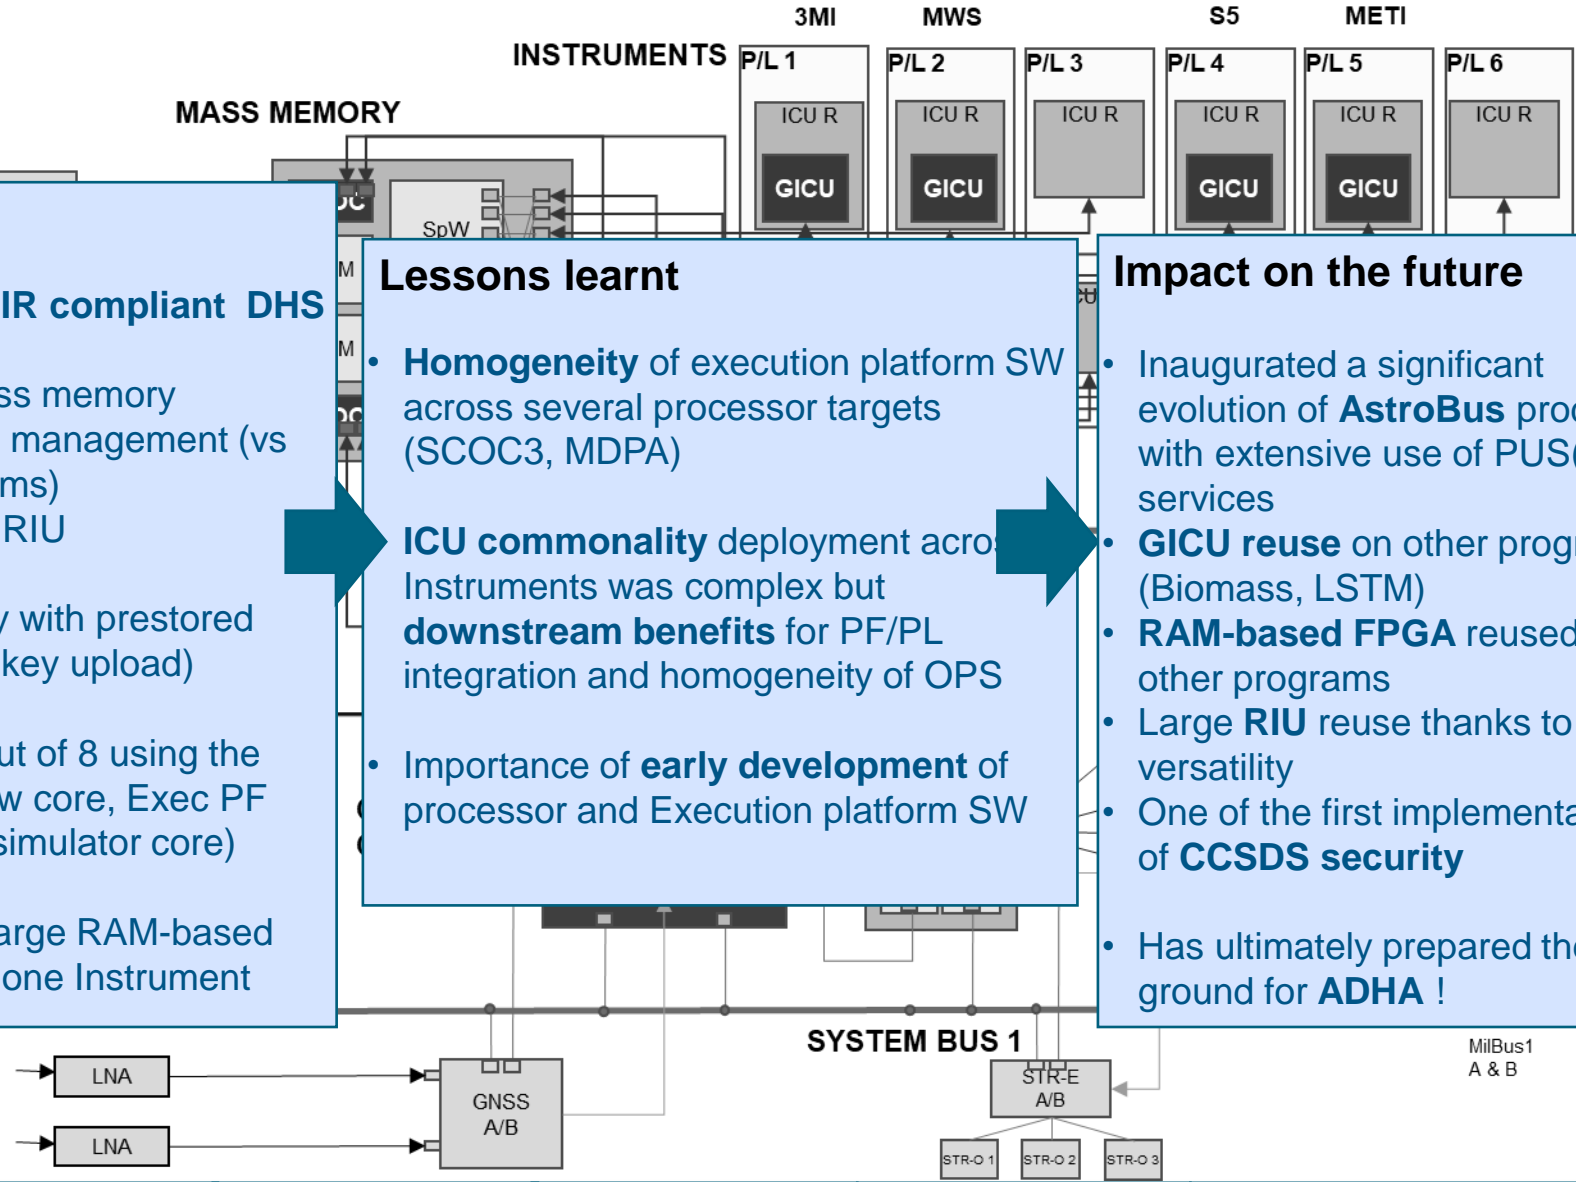 3MI MWS S5 METI
INSTRUMENTS
P/L 1 P/L 2 P/L 3 P/L 4 P/L 5 P/L 6
MASS MEMORY
ICU R ICU R ICU R ICU R ICU R ICU R
GICU GICU GICU GICU
SpW
M
M
IR compliant DHS
ss memory
management (vs
ms)
RIU
y with prestored
key upload)
ut of 8 using the
w core, Exec PF
simulator core)
arge RAM-based
one Instrument
Lessons learnt
• Homogeneity of execution platform SW
across several processor targets
(SCOC3, MDPA)
ICU commonality deployment acro
Instruments was complex but
downstream benefits for PF/PL
integration and homogeneity of OPS
• Importance of early development of
processor and Execution platform SW
Impact on the future
• Inaugurated a significant
evolution of AstroBus prod
with extensive use of PUS(
services
• GICU reuse on other progr
(Biomass, LSTM)
• RAM-based FPGA reused
other programs
• Large RIU reuse thanks to
versatility
• One of the first implementa
of CCSDS security
• Has ultimately prepared the
ground for ADHA !
SYSTEM BUS 1
MilBus1
A & B
LNA
LNA
GNSS
A/B
STR-E
A/B
STR-O 1 STR-O 2 STR-O 3